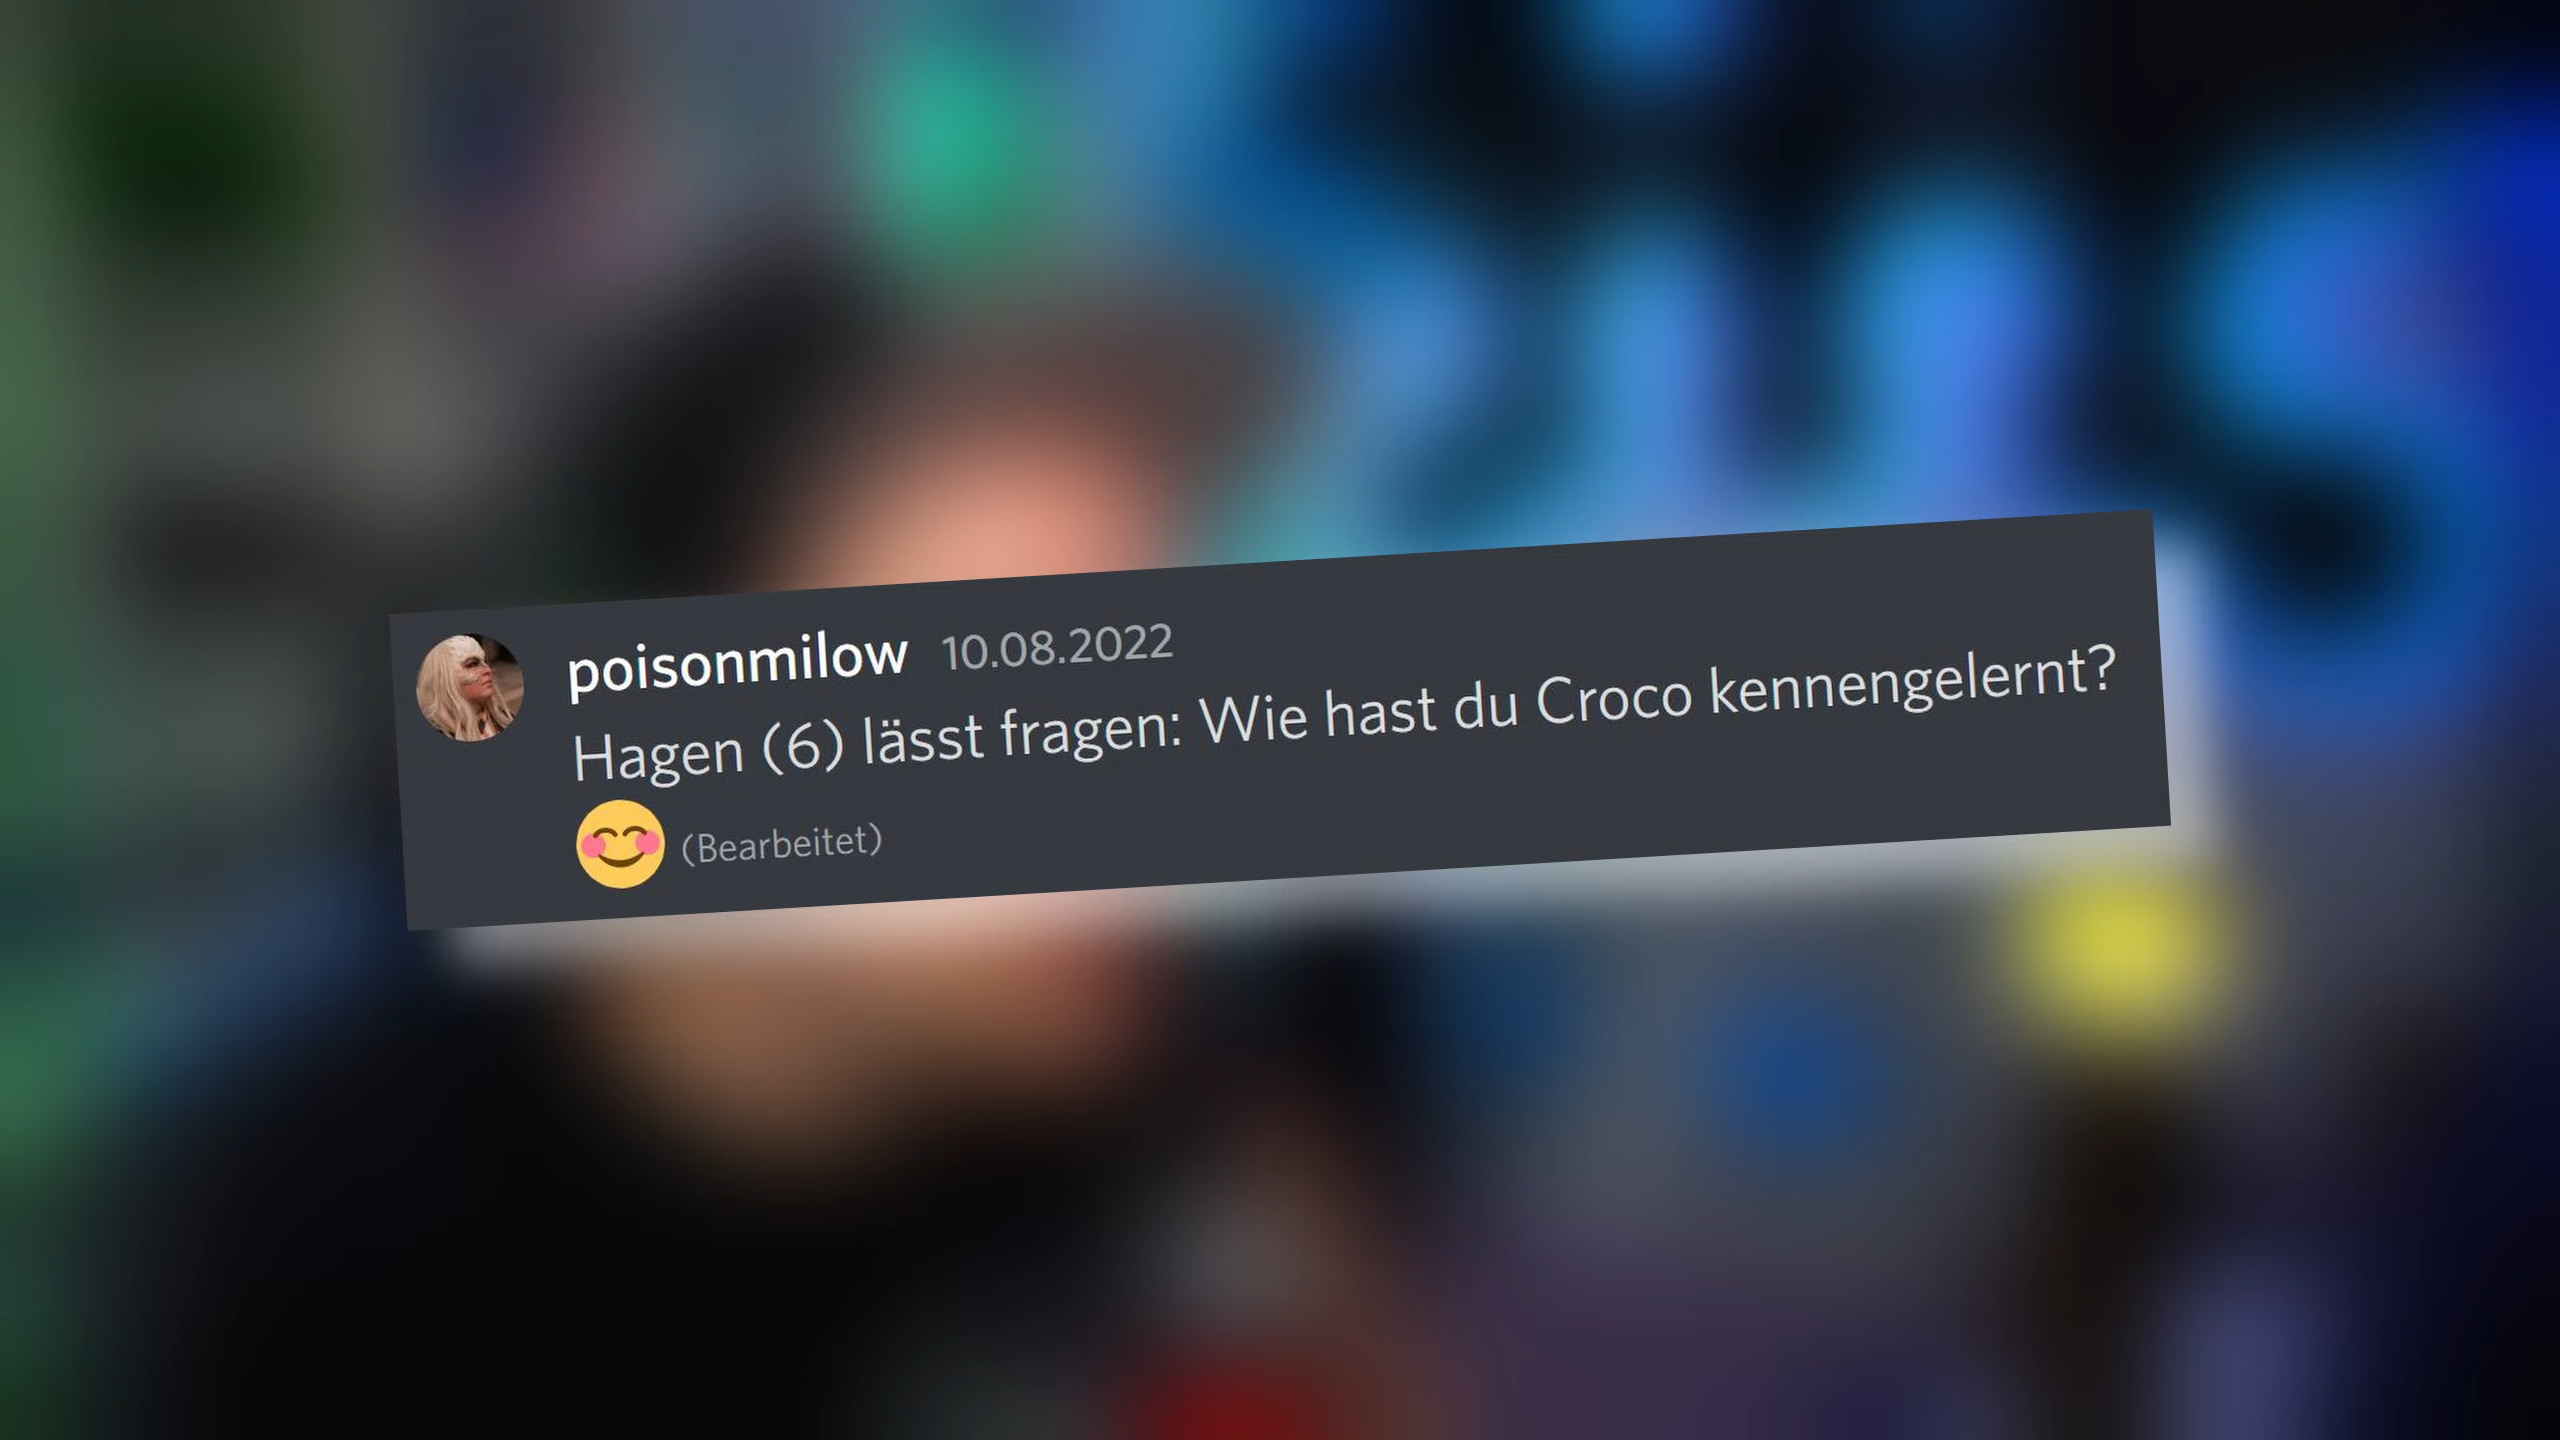 poisonmilow 10.08.2022
Hagen (6) lässt fragen: Wie hast du Croco kennengelernt?
😊 (Bearbeitet)